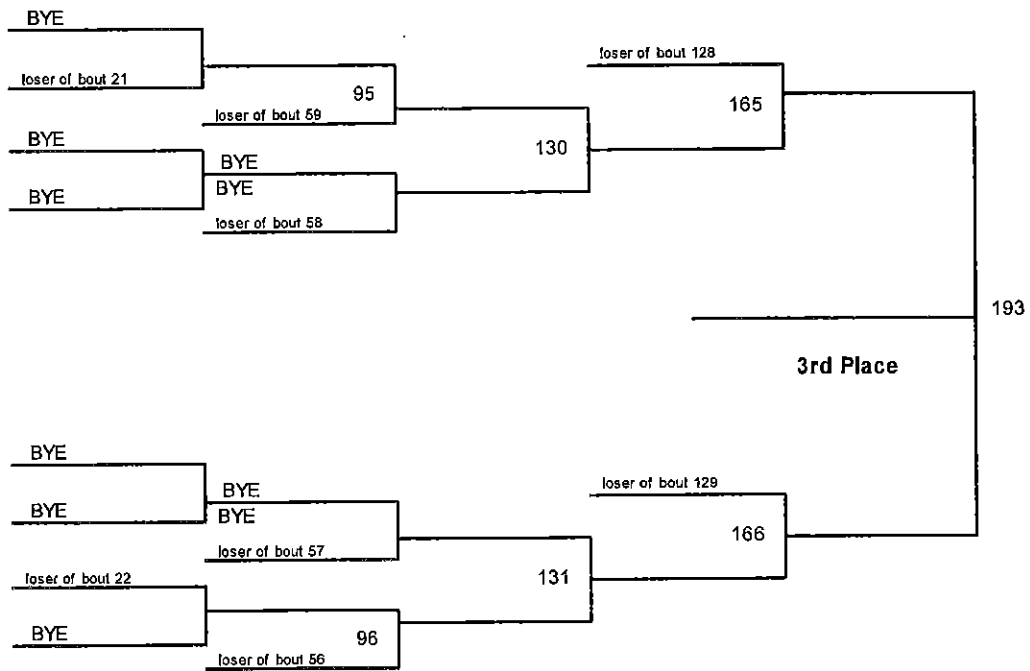 BYE
loser of bout 128
loser of bout 21
95
165
loser of bout 59
BYE
130
BYE
BYE
BYE
loser of bout 58
193
3rd Place
BYE
loser of bout 129
BYE
BYE
BYE
166
loser of bout 57
loser of bout 22
131
BYE
96
loser of bout 56